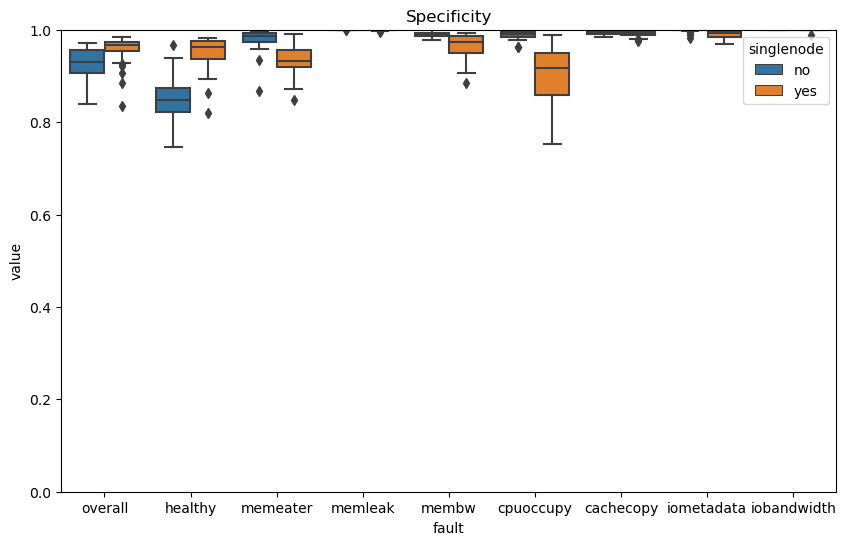 Specificity
1.0
0.8
0.6
0.4
0.2
0.0
value
singlenode
no
yes
overall healthy memeater memleak membw cpuoccupy cachecopy iometadata iobandwidth
fault